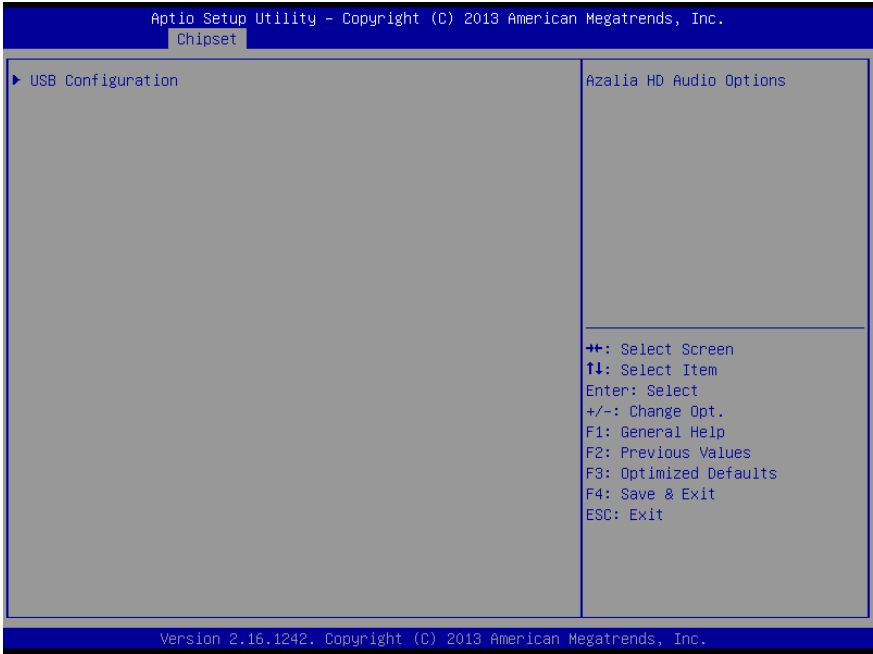 Aptio Setup Utility – Copyright (C) 2013 American Megatrends, Inc.
Chipset
▶ USB Configuration
Azalia HD Audio Options
→←: Select Screen
↑↓: Select Item
Enter: Select
+/-: Change Opt.
F1: General Help
F2: Previous Values
F3: Optimized Defaults
F4: Save & Exit
ESC: Exit
Version 2.16.1242. Copyright (C) 2013 American Megatrends, Inc.